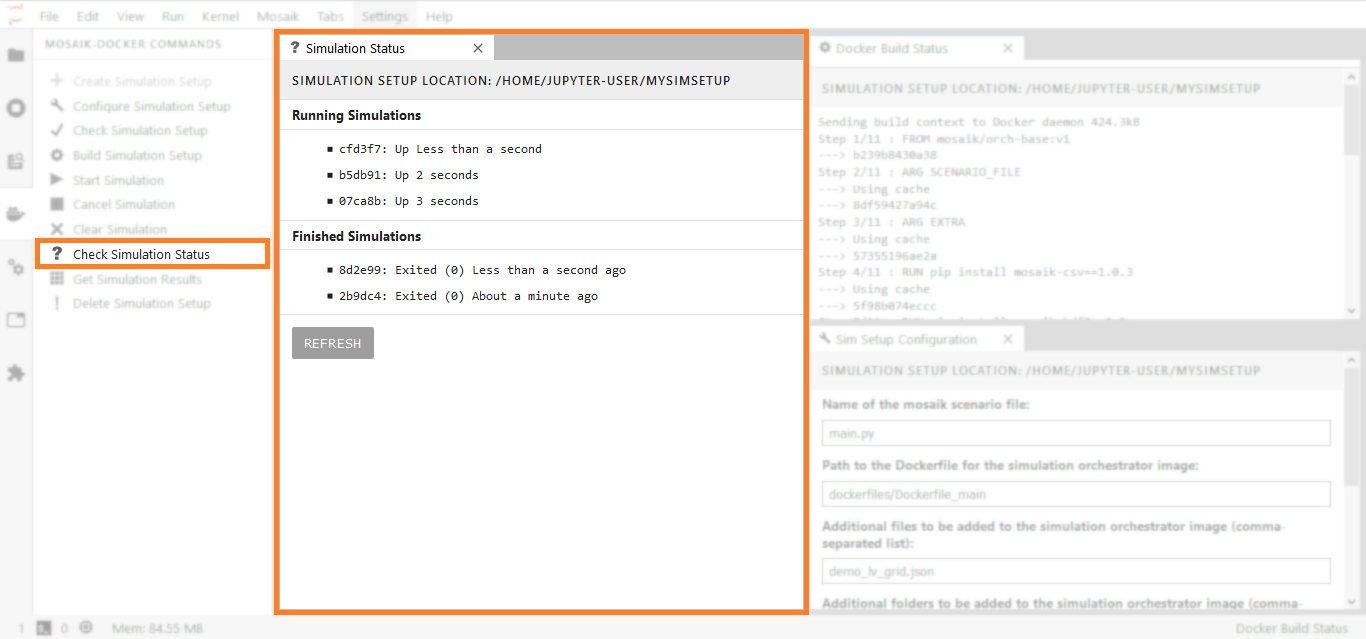 File Edit View Run Kernel Mosaik Tabs Settings Help
MOSAIK-DOCKER COMMANDS
Create Simulation Setup
Configure Simulation Setup
Check Simulation Setup
Build Simulation Setup
Start Simulation
Cancel Simulation
Clear Simulation
? Check Simulation Status
Get Simulation Results
! Delete Simulation Setup
? Simulation Status
SIMULATION SETUP LOCATION: /HOME/JUPYTER-USER/MYSIMSETUP
Running Simulations
cfd3f7: Up Less than a second
b5db91: Up 2 seconds
07ca8b: Up 3 seconds
Finished Simulations
8d2e99: Exited (0) Less than a second ago
2b9dc4: Exited (0) About a minute ago
REFRESH
Docker Build Status
SIMULATION SETUP LOCATION: /HOME/JUPYTER-USER/MYSIMSETUP
Sending build context to Docker daemon 424.3kB
Step 1/11 : FROM mosaik/orch-base:v1
---> b239b8430a38
Step 2/11 : ARG SCENARIO_FILE
---> Using cache
---> 8df59427a94c
Step 3/11 : ARG EXTRA
---> Using cache
---> 57355196ae2a
Step 4/11 : RUN pip install mosaik-csv==1.0.3
---> Using cache
---> 5f98b074eccc
Sim Setup Configuration
SIMULATION SETUP LOCATION: /HOME/JUPYTER-USER/MYSIMSETUP
Name of the mosaik scenario file:
main.py
Path to the Dockerfile for the simulation orchestrator image:
dockerfiles/Dockerfile_main
Additional files to be added to the simulation orchestrator image (comma-
separated list):
demo_lv_grid.json
Additional folders to be added to the simulation orchestrator image (comma-
1 0 Mem: 84.55 MB
Docker Build Status